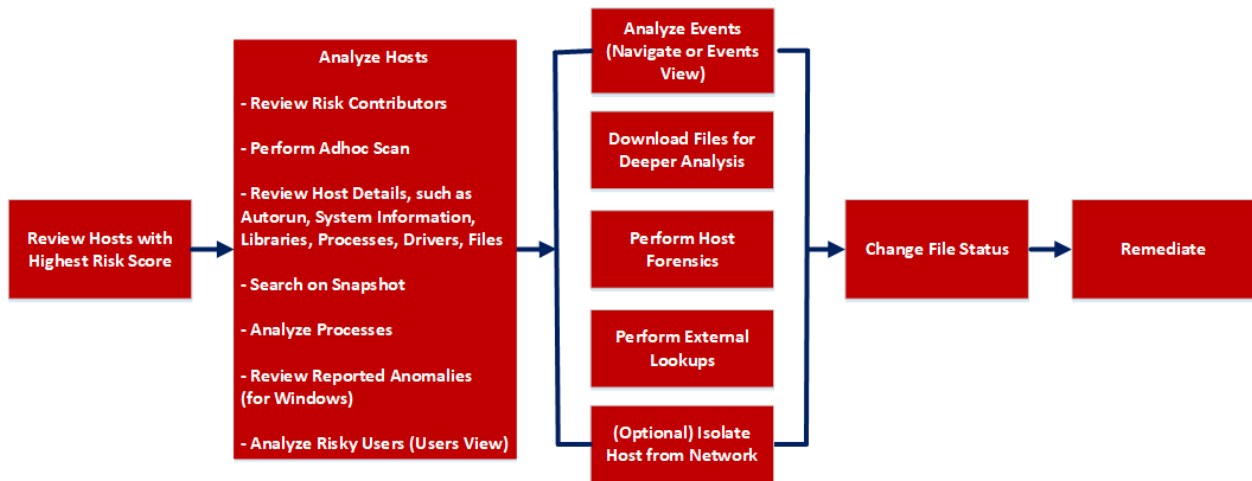 Review Hosts with
Highest Risk Score
Analyze Hosts
- Review Risk Contributors
- Perform Adhoc Scan
- Review Host Details, such as
Autorun, System Information,
Libraries, Processes, Drivers, Files
- Search on Snapshot
- Analyze Processes
- Review Reported Anomalies
(for Windows)
- Analyze Risky Users (Users View)
Analyze Events
(Navigate or Events
View)
Download Files for
Deeper Analysis
Perform Host
Forensics
Perform External
Lookups
(Optional) Isolate
Host from Network
Change File Status
Remediate